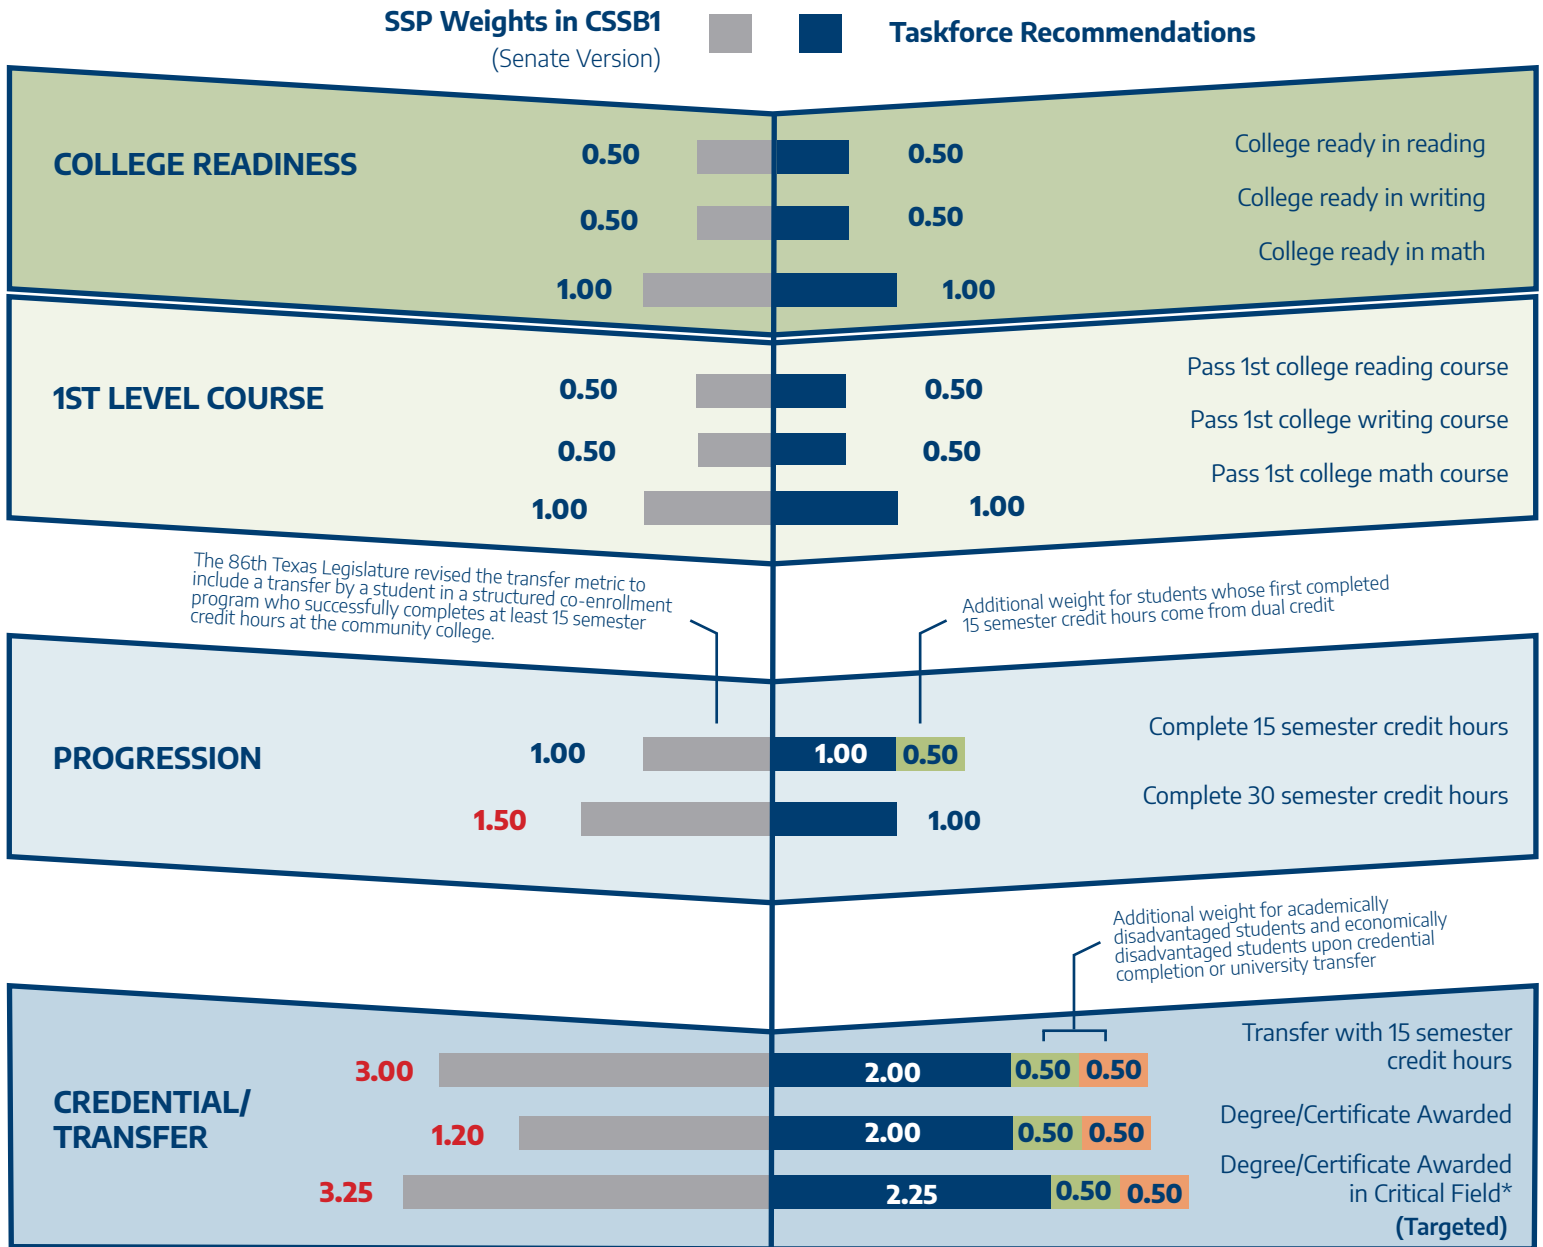 SSP Weights in CSSB1
(Senate Version)
Taskforce Recommendations
COLLEGE READINESS
0.50
0.50
College ready in reading
0.50
0.50
College ready in writing
1.00
1.00
College ready in math
1ST LEVEL COURSE
0.50
0.50
Pass 1st college reading course
0.50
0.50
Pass 1st college writing course
1.00
1.00
Pass 1st college math course
The 86th Texas Legislature revised the transfer metric to
include a transfer by a student in a structured co-enrollment
program who successfully completes at least 15 semester
credit hours at the community college.
Additional weight for students whose first completed
15 semester credit hours come from dual credit
PROGRESSION
1.00
1.00
0.50
Complete 15 semester credit hours
1.50
1.00
Complete 30 semester credit hours
Additional weight for academically
disadvantaged students and economically
disadvantaged students upon credential
completion or university transfer
CREDENTIAL/
TRANSFER
3.00
2.00
0.50
0.50
Transfer with 15 semester
credit hours
1.20
2.00
0.50
0.50
Degree/Certificate Awarded
3.25
2.25
0.50
0.50
Degree/Certificate Awarded
in Critical Field*
(Targeted)